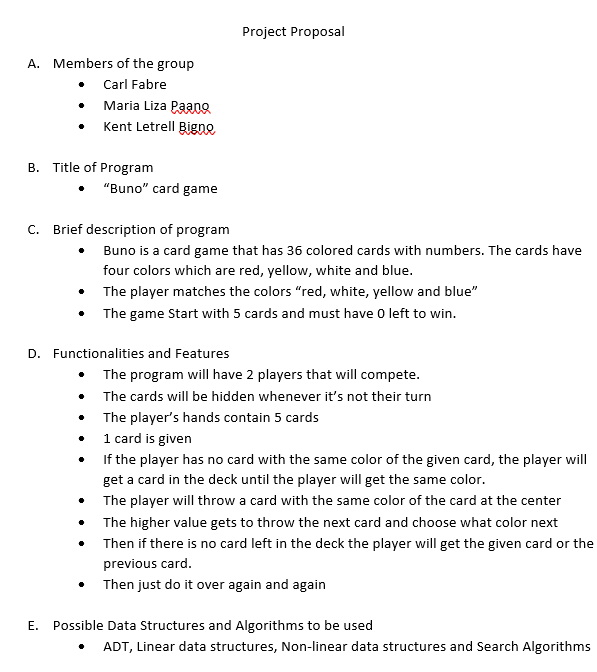 Project Proposal
A. Members of the group
• Carl Fabre
• Maria Liza Paano
• Kent Letrell Bigno
B. Title of Program
• “Buno” card game
C. Brief description of program
• Buno is a card game that has 36 colored cards with numbers. The cards have
four colors which are red, yellow, white and blue.
• The player matches the colors “red, white, yellow and blue”
• The game Start with 5 cards and must have 0 left to win.
D. Functionalities and Features
• The program will have 2 players that will compete.
• The cards will be hidden whenever it’s not their turn
• The player’s hands contain 5 cards
• 1 card is given
• If the player has no card with the same color of the given card, the player will
get a card in the deck until the player will get the same color.
• The player will throw a card with the same color of the card at the center
• The higher value gets to throw the next card and choose what color next
• Then if there is no card left in the deck the player will get the given card or the
previous card.
• Then just do it over again and again
E. Possible Data Structures and Algorithms to be used
• ADT, Linear data structures, Non-linear data structures and Search Algorithms